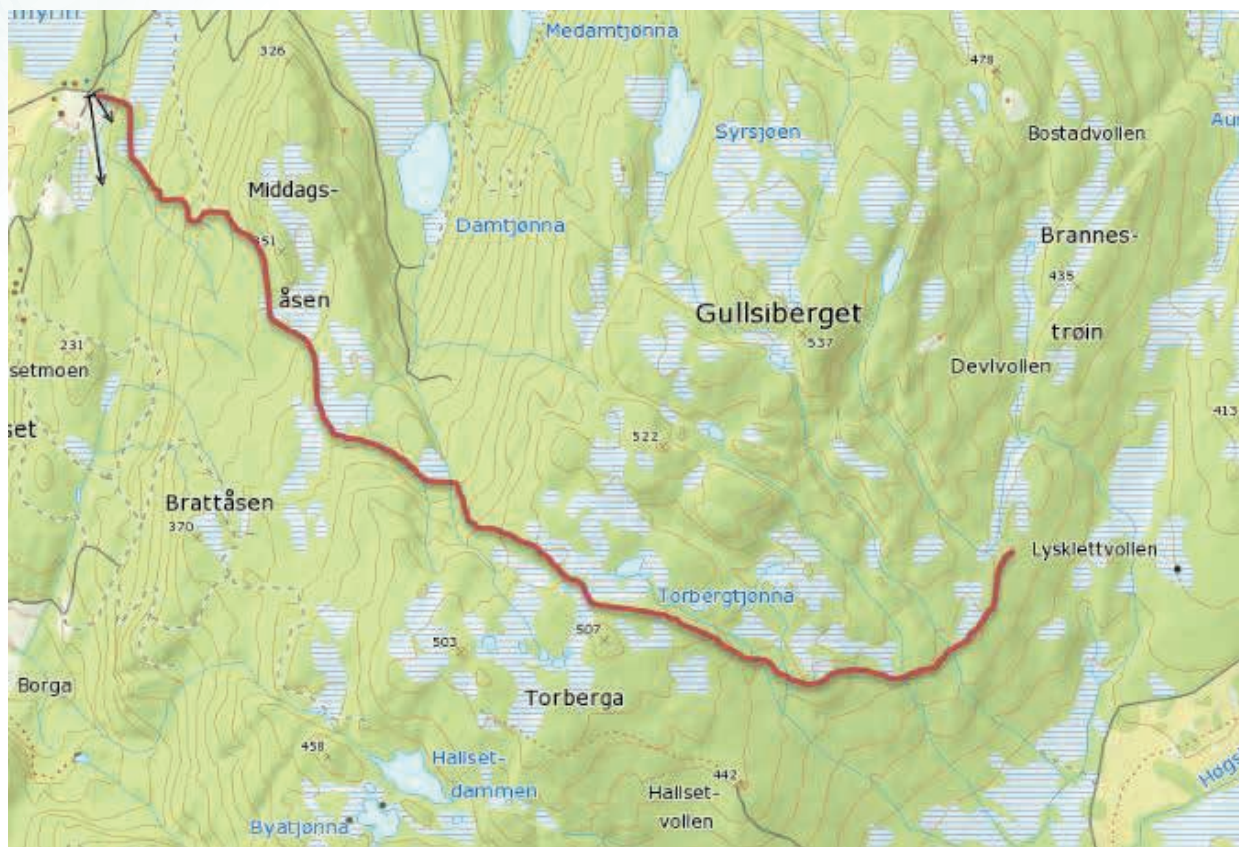 Medamtjønna
326
478
Syrsjøen
Bostadvollen
Middags-
Damtjønna
351
Brannes-
435
åsen
Gullsiberget
trøin
537
231
setmoen
Devlvollen
413
set
522
Brattåsen
370
Lysklettvollen
Torbergtjønna
507
503
Borga
Torberga
458
Hallset-
dammen
442
Hallset-
vollen
Byatjønna